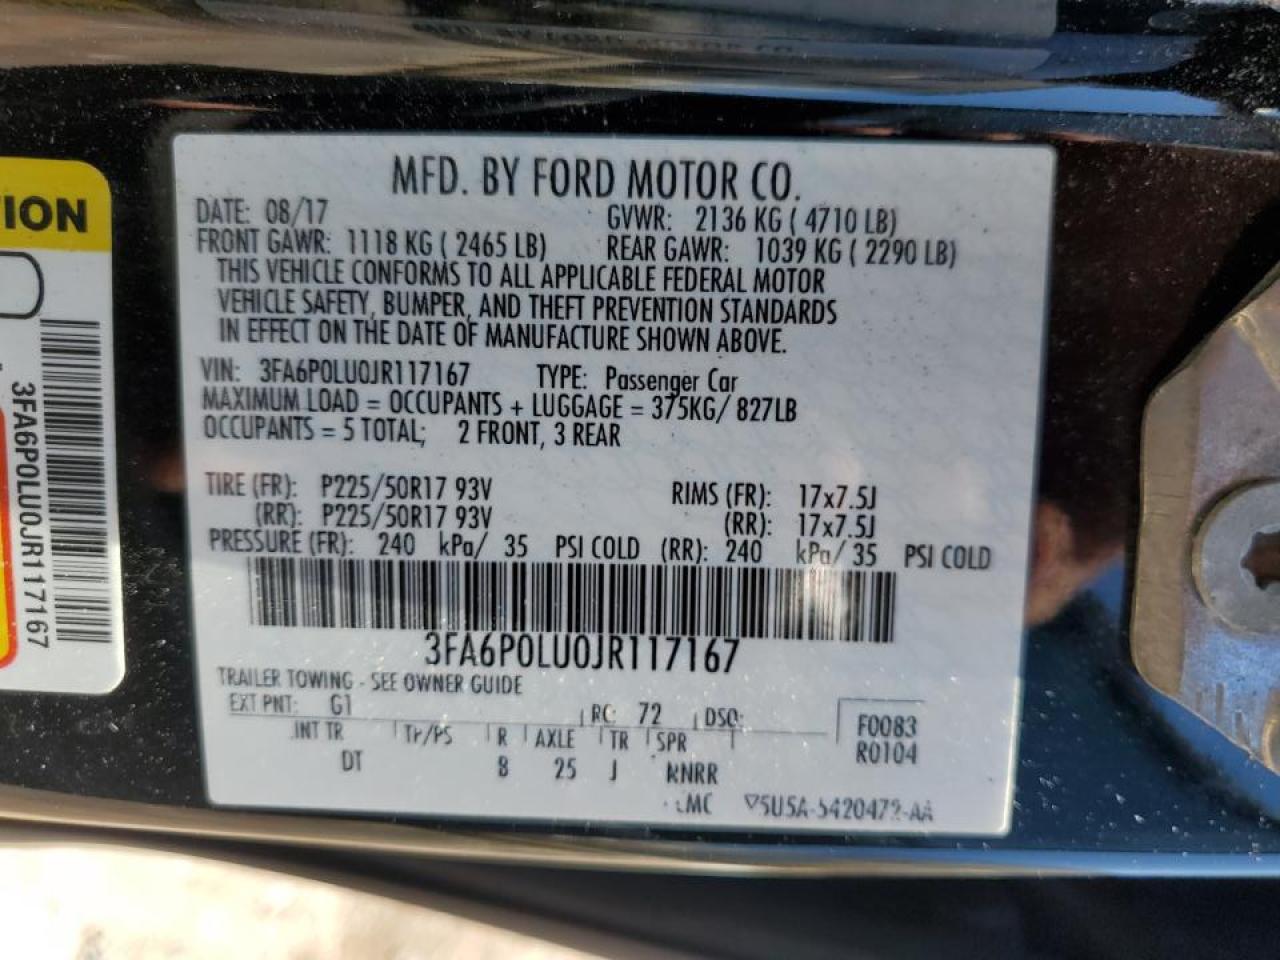 MFD. BY FORD MOTOR CO.
DATE: 08/17 GVWR: 2136 KG ( 4710 LB)
FRONT GAWR: 1118 KG ( 2465 LB) REAR GAWR: 1039 KG ( 2290 LB)
THIS VEHICLE CONFORMS TO ALL APPLICABLE FEDERAL MOTOR
VEHICLE SAFETY, BUMPER, AND THEFT PREVENTION STANDARDS
IN EFFECT ON THE DATE OF MANUFACTURE SHOWN ABOVE.
VIN: 3FA6P0LU0JR117167 TYPE: Passenger Car
MAXIMUM LOAD = OCCUPANTS + LUGGAGE = 375KG/ 827LB
OCCUPANTS = 5 TOTAL; 2 FRONT, 3 REAR
TIRE (FR): P225/50R17 93V RIMS (FR): 17x7.5J
(RR): P225/50R17 93V (RR): 17x7.5J
PRESSURE (FR): 240 kPa/ 35 PSI COLD (RR): 240 kPa/ 35 PSI COLD
3FA6P0LU0JR117167
TRAILER TOWING - SEE OWNER GUIDE
EXT PNT: G1 RC: 72 DSO:
INT TR TP/PS R AXLE TR SPR
DT 8 25 J NNRR
F0083
R0104
5U5A-5420472-AA
TION
3FA6P0LU0JR117167